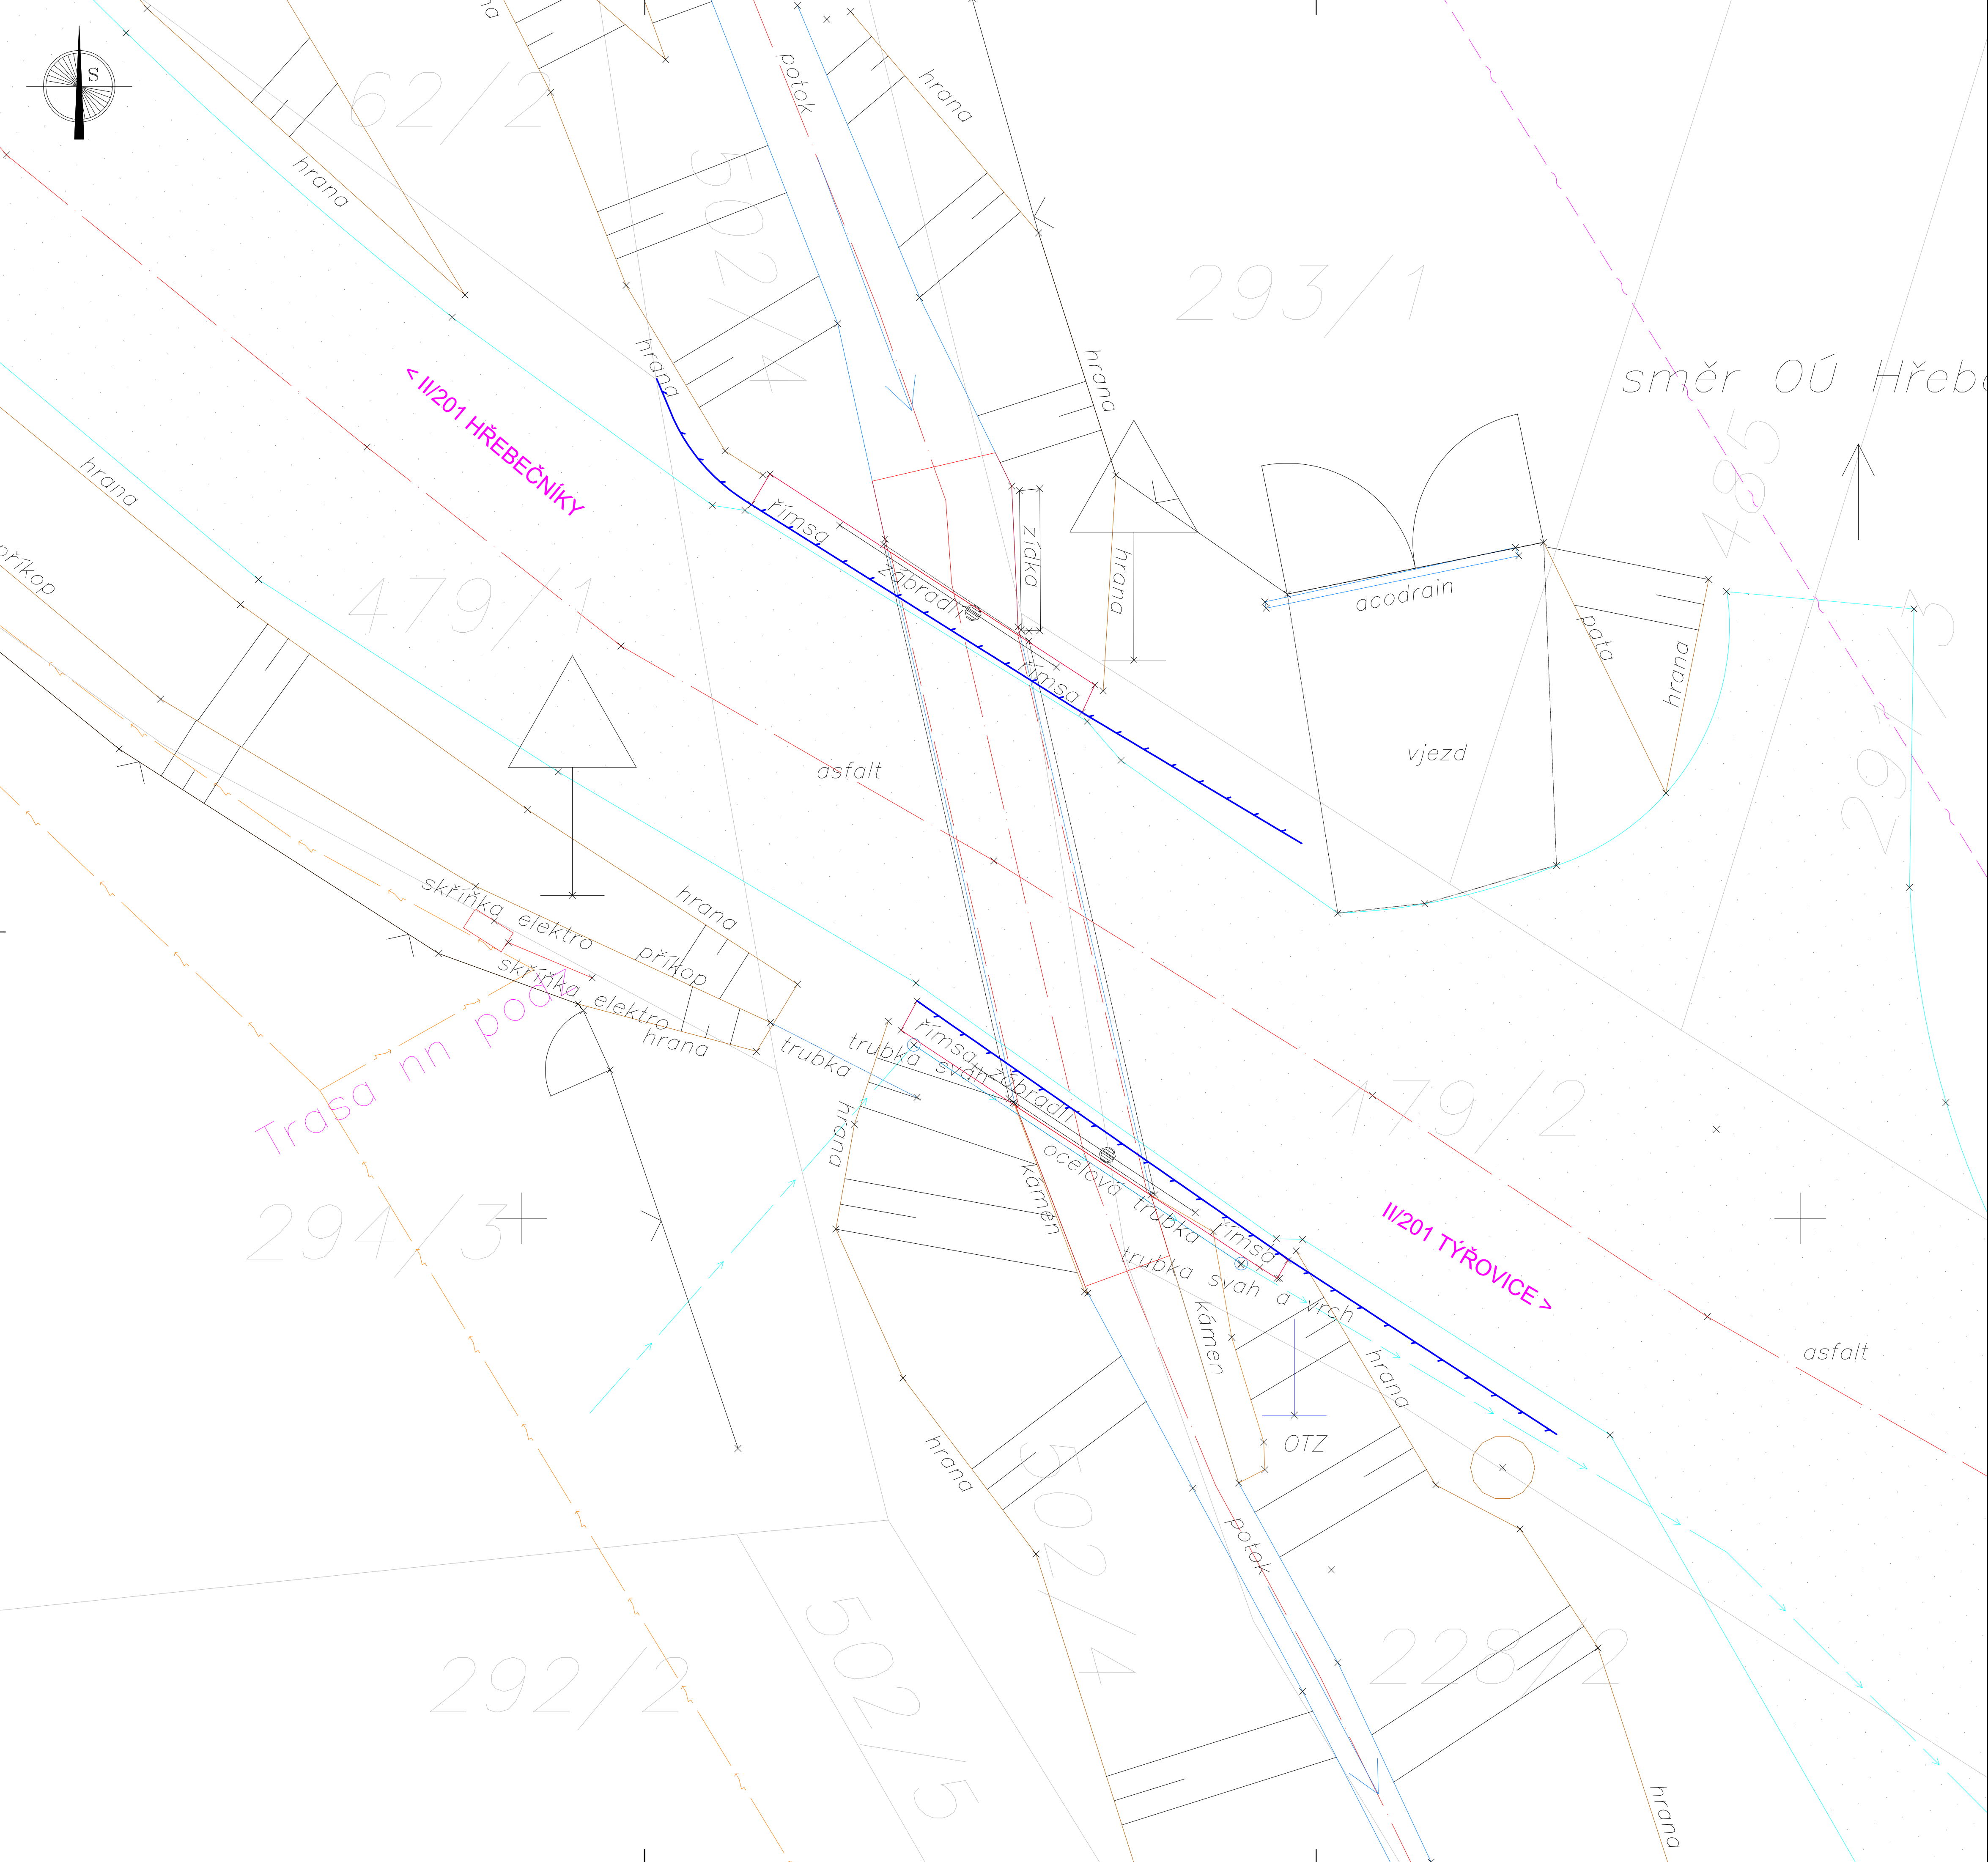 S
62/2
potok
hrana
hrana
502/4
293/1
směr OÚ Hřeb
hrana
hrana
< II/201 HŘEBEČNÍKY
hrana
římsa
zídka
příkop
479/1
zábradlí
hrana
acodrain
pata
hrana
římsa
vjezd
asfalt
skříňka elektro
hrana
příkop
skříňka elektro
hrana
Trasa nn podz
trubka
římsa
trubka svah
zábradlí
hrana
479/2
ocelová trubka
kámen
294/3
římsa
II/201 TÝŘOVICE >
trubka svah a vrch
kámen
hrana
asfalt
OTZ
hrana
502/4
potok
292/2
502/5
228/2
hrana